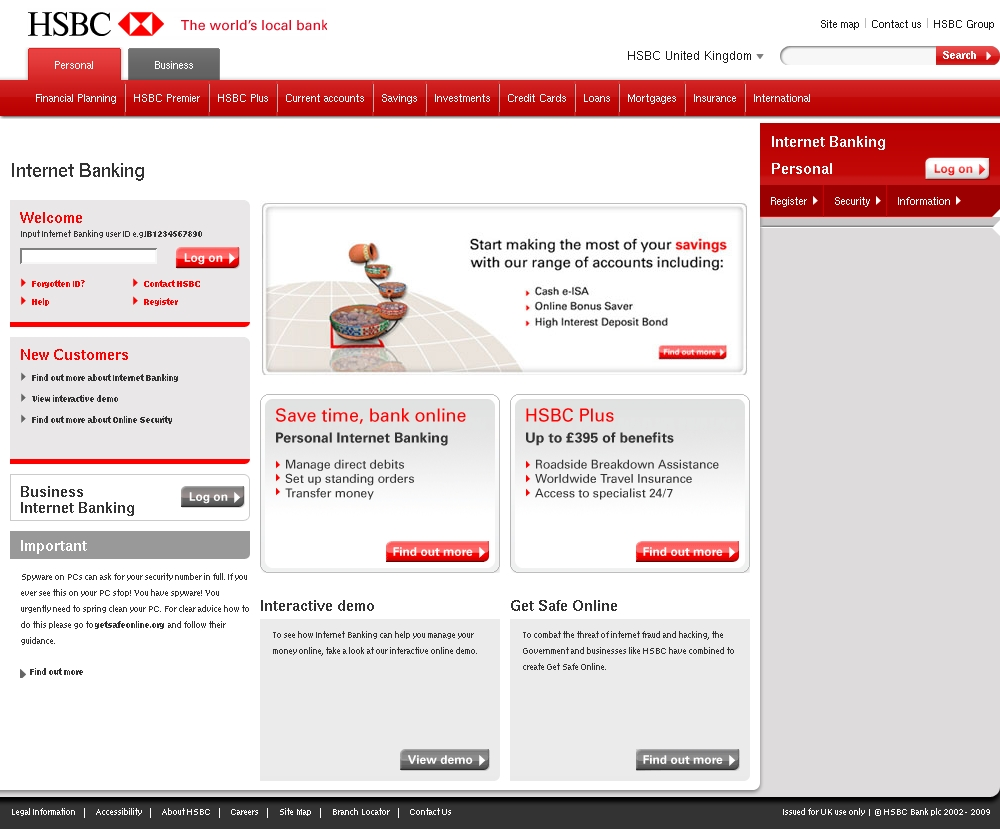 HSBC The world's local bank
Site map Contact us HSBC Group
Personal Business
HSBC United Kingdom Search
Financial Planning HSBC Premier HSBC Plus Current accounts Savings Investments Credit Cards Loans Mortgages Insurance International
Internet Banking
Personal Log on
Register Security Information
Internet Banking
Welcome
Input Internet Banking user ID e.g.IB1234567890
Log on
Forgotten ID? Contact HSBC
Help Register
New Customers
Find out more about Internet Banking
View interactive demo
Find out more about Online Security
Business
Internet Banking
Log on
Important
Spyware on PCs can ask for your security number in full. If you
ever see this on your PC stop! You have spyware! You
urgently need to spring clean your PC. For clear advice how to
do this please go to getsafeonline.org and follow their
guidance.
Find out more
Start making the most of your savings
with our range of accounts including:
Cash e-ISA
Online Bonus Saver
High Interest Deposit Bond
Find out more
Save time, bank online
Personal Internet Banking
Manage direct debits
Set up standing orders
Transfer money
Find out more
HSBC Plus
Up to £395 of benefits
Roadside Breakdown Assistance
Worldwide Travel Insurance
Access to specialist 24/7
Find out more
Interactive demo
To see how Internet Banking can help you manage your
money online, take a look at our interactive online demo.
View demo
Get Safe Online
To combat the threat of internet fraud and hacking, the
Government and businesses like HSBC have combined to
create Get Safe Online.
Find out more
Legal Information | Accessibility | About HSBC | Careers | Site Map | Branch Locator | Contact Us
Issued for UK use only | © HSBC Bank plc 2002 - 2009